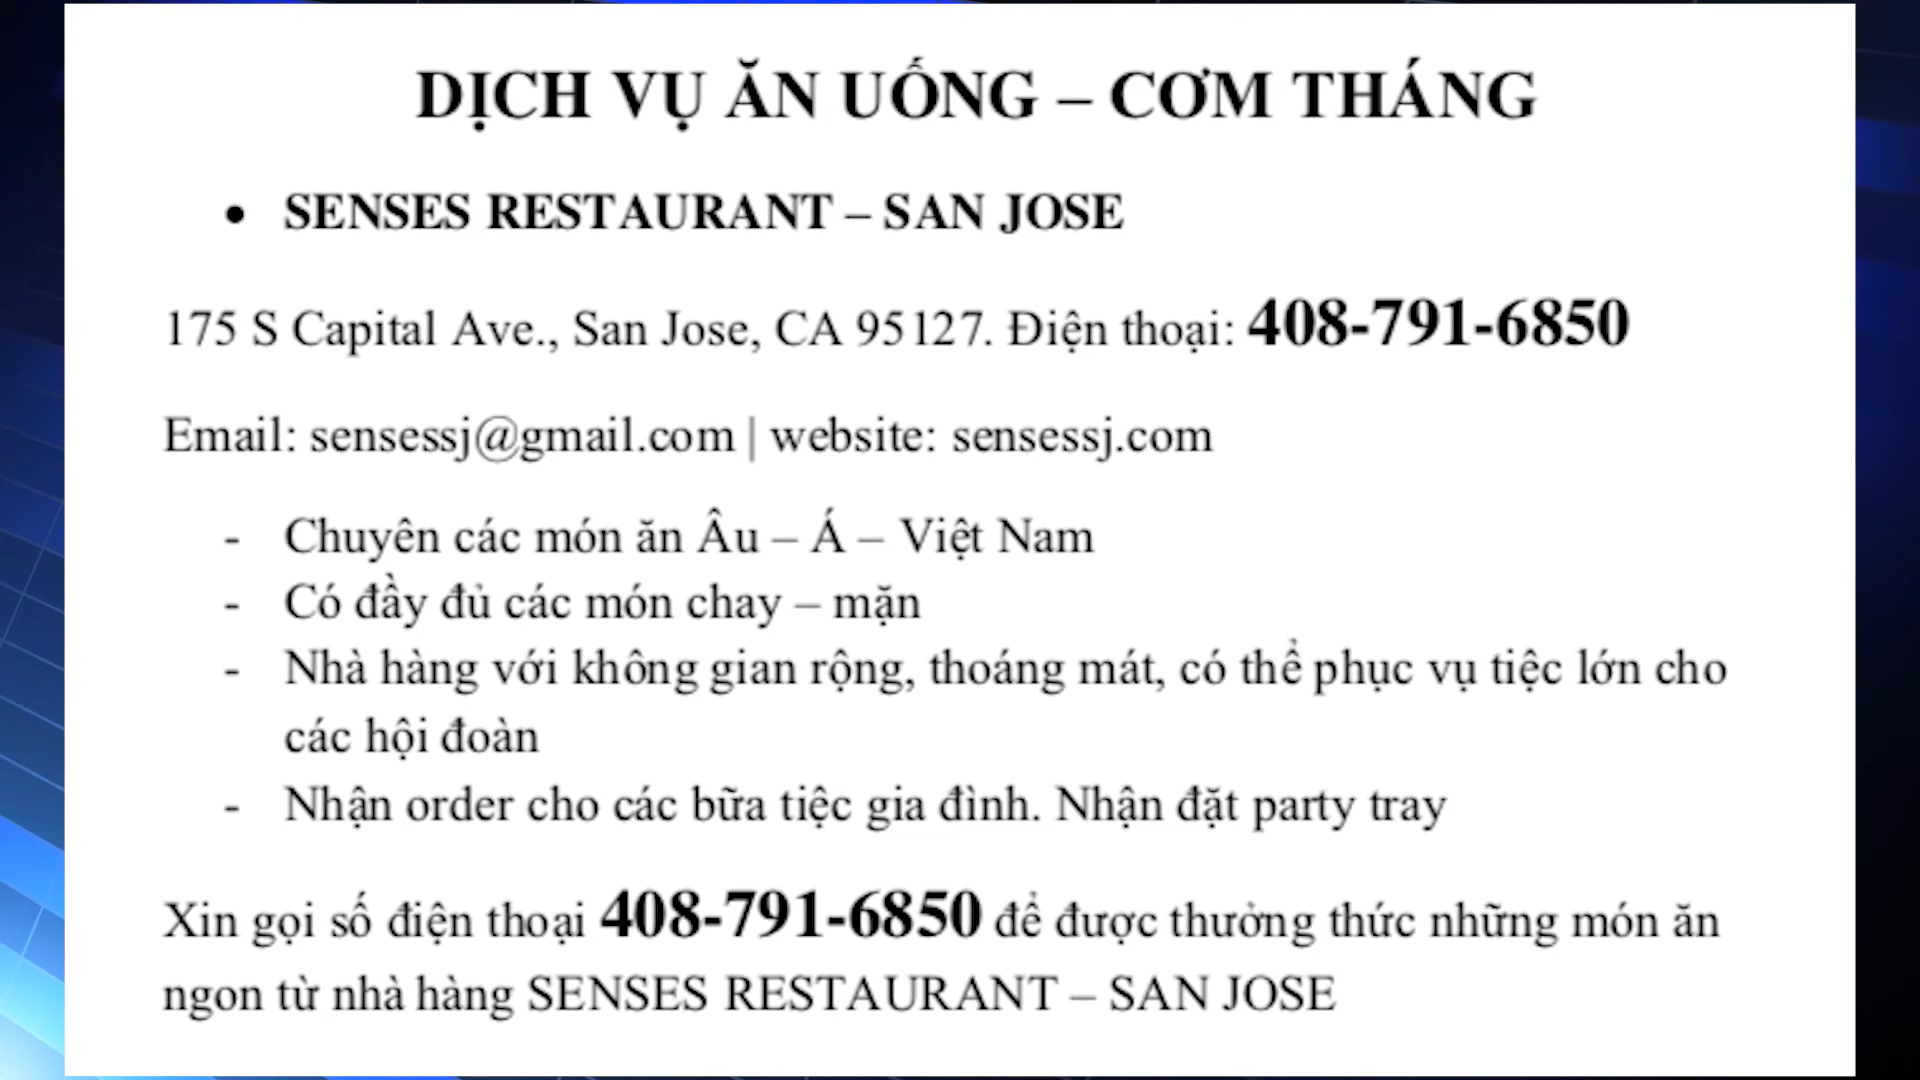 DỊCH VỤ ĂN UỐNG – CƠM THÁNG
• SENSES RESTAURANT – SAN JOSE
175 S Capital Ave., San Jose, CA 95127. Điện thoại: 408-791-6850
Email: sensessj@gmail.com | website: sensessj.com
- Chuyên các món ăn Âu – Á – Việt Nam
- Có đầy đủ các món chay – mặn
- Nhà hàng với không gian rộng, thoáng mát, có thể phục vụ tiệc lớn cho
các hội đoàn
- Nhận order cho các bữa tiệc gia đình. Nhận đặt party tray
Xin gọi số điện thoại 408-791-6850 để được thưởng thức những món ăn
ngon từ nhà hàng SENSES RESTAURANT – SAN JOSE